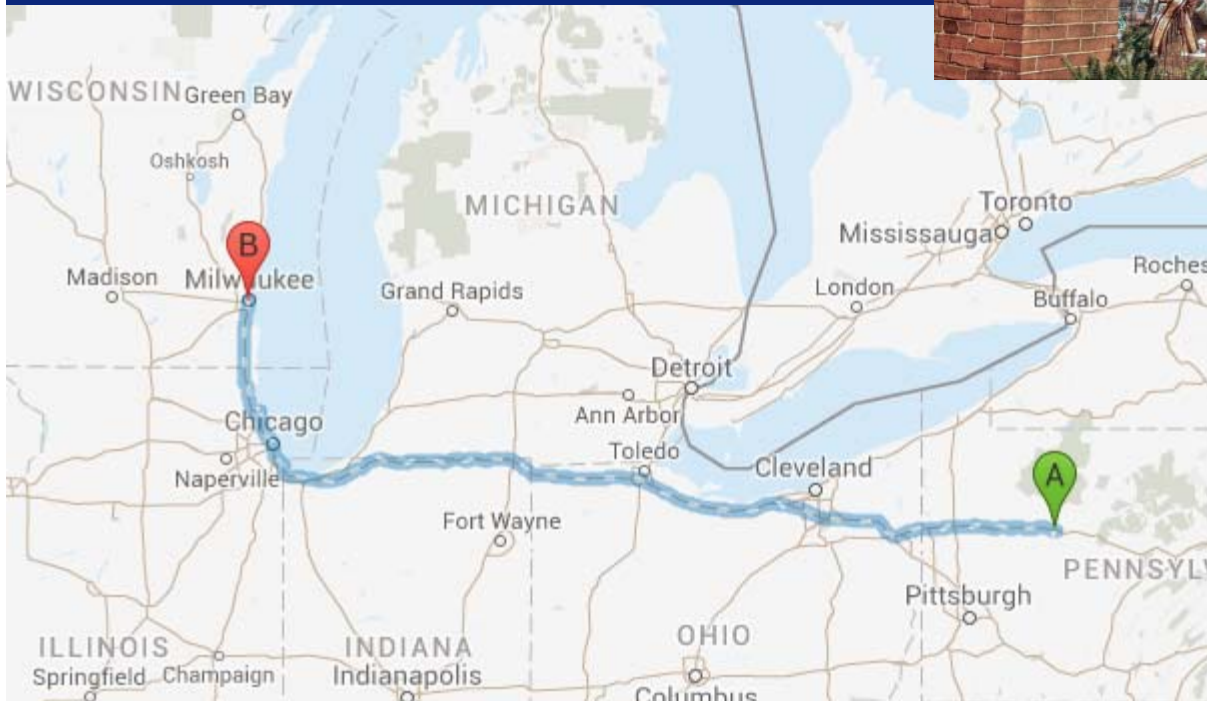 WISCONSIN
Green Bay
Oshkosh
MICHIGAN
Toronto
Mississauga
B
Madison
Milwaukee
Grand Rapids
London
Roches
Buffalo
Detroit
Ann Arbor
Chicago
Toledo
Cleveland
Naperville
A
Fort Wayne
PENNSYLV
Pittsburgh
ILLINOIS
INDIANA
OHIO
Springfield
Champaign
Indianapolis
Columbus